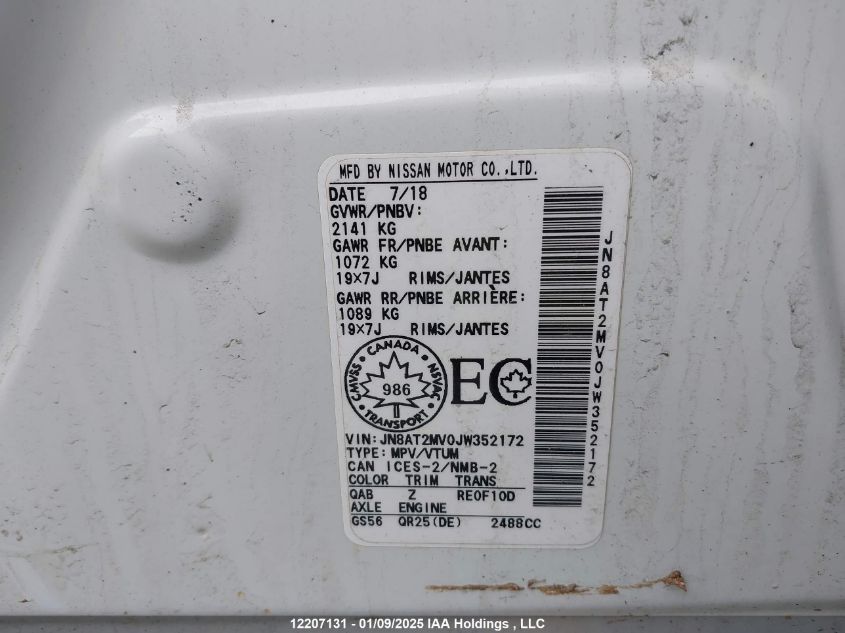 MFD BY NISSAN MOTOR CO.,LTD.
DATE 7/18
GVWR/PNBV:
2141 KG
GAWR FR/PNBE AVANT:
1072 KG
19×7J RIMS/JANTES
GAWR RR/PNBE ARRIÈRE:
1089 KG
19×7J RIMS/JANTES
CANADA
CMVSS
986
NSVAC
TRANSPORT
EC
VIN:JN8AT2MV0JW352172
TYPE:MPV/VTUM
CAN ICES-2/NMB-2
COLOR TRIM TRANS
QAB Z RE0F10D
AXLE ENGINE
GS56 QR25(DE) 2488CC
JN8AT2MV0JW352172
12207131 - 01/09/2025 IAA Holdings , LLC